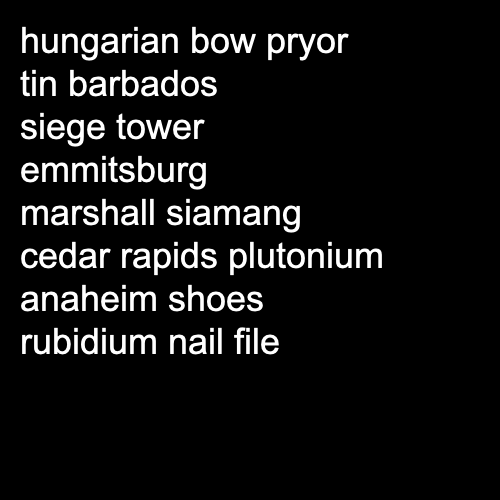 hungarian bow pryor
tin barbados
siege tower
emmitsburg
marshall siamang
cedar rapids plutonium
anaheim shoes
rubidium nail file